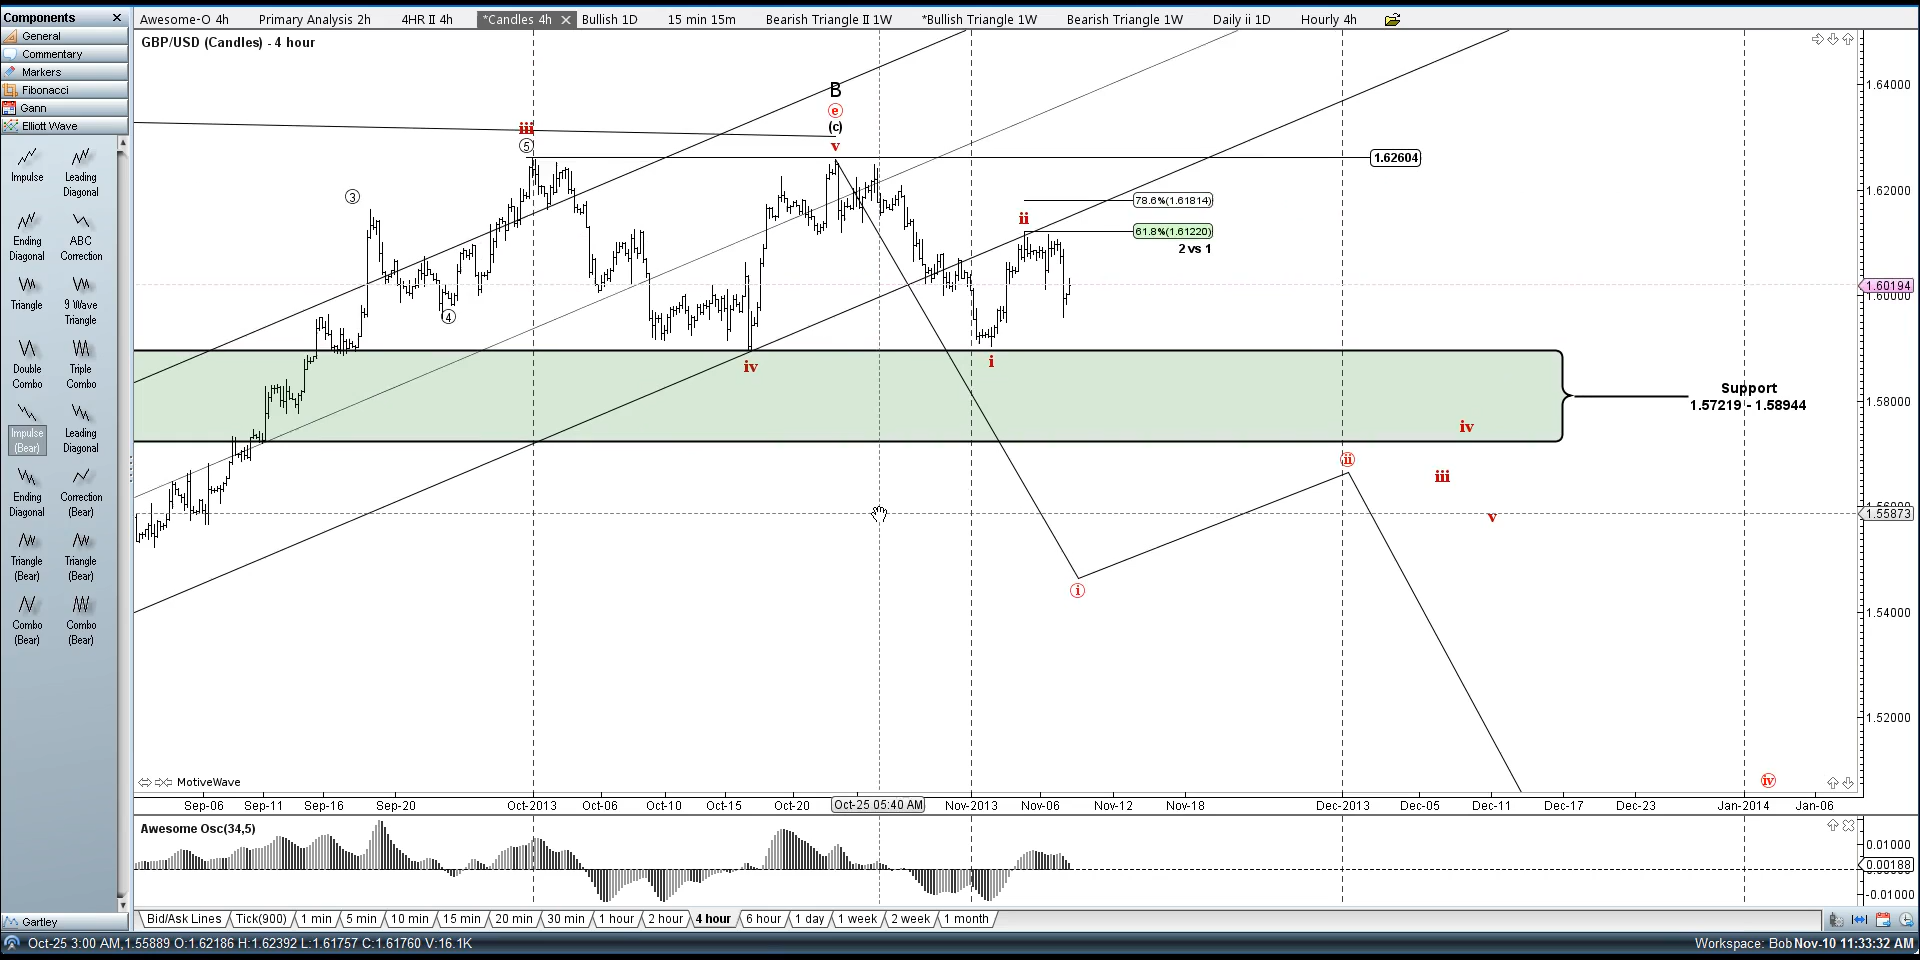 Components
General
Commentary
Markers
Fibonacci
Gann
Elliott Wave
Impulse
Leading Diagonal
Ending Diagonal
ABC Correction
Triangle
9 Wave Triangle
Double Combo
Triple Combo
Impulse (Bear)
Leading Diagonal
Ending Diagonal
Correction (Bear)
Triangle (Bear)
Triangle (Bear)
Combo (Bear)
Combo (Bear)
Gartley
Awesome-O 4h Primary Analysis 2h 4HR II 4h *Candles 4h Bullish 1D 15 min 15m Bearish Triangle II 1W *Bullish Triangle 1W Bearish Triangle 1W Daily ii 1D Hourly 4h
GBP/USD (Candles) - 4 hour
B
e
(c)
v
iii
5
3
4
iv
i
ii
1.62604
78.6%(1.61814)
61.8%(1.61220)
2 vs 1
Support
1.57219 - 1.58944
iv
ii
iii
v
i
iv
1.64000
1.62000
1.60194
1.60000
1.58000
1.55873
1.54000
1.52000
MotiveWave
Sep-06 Sep-11 Sep-16 Sep-20 Oct-2013 Oct-06 Oct-10 Oct-15 Oct-20 Oct-25 05:40 AM Nov-2013 Nov-06 Nov-12 Nov-18 Dec-2013 Dec-05 Dec-11 Dec-17 Dec-23 Jan-2014 Jan-06
Awesome Osc(34,5)
0.01000
0.00188
-0.01000
Bid/Ask Lines Tick(900) 1 min 5 min 10 min 15 min 20 min 30 min 1 hour 2 hour 4 hour 6 hour 1 day 1 week 2 week 1 month
Oct-25 3:00 AM,1.55889 O:1.62186 H:1.62392 L:1.61757 C:1.61760 V:16.1K
Workspace: Bob Nov-10 11:33:32 AM